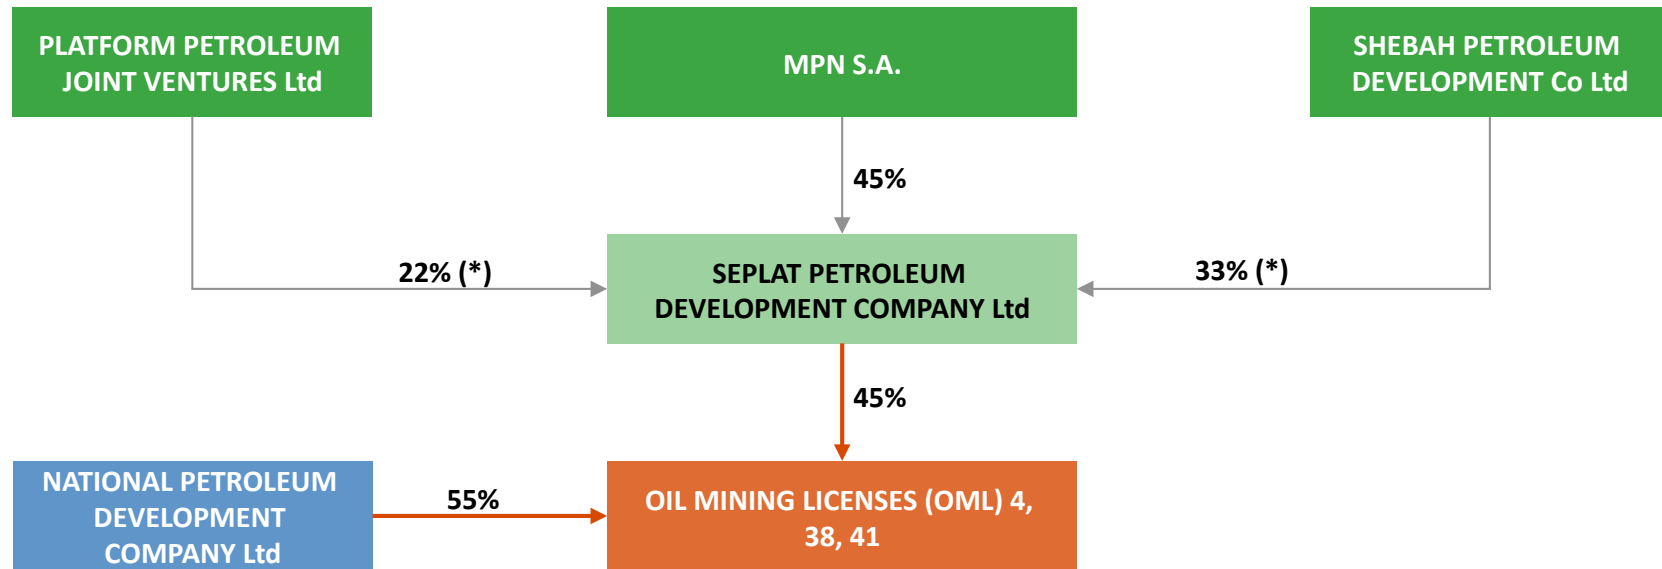 PLATFORM PETROLEUM
JOINT VENTURES Ltd
MPN S.A.
SHEBAH PETROLEUM
DEVELOPMENT Co Ltd
45%
22% (*)
SEPLAT PETROLEUM
DEVELOPMENT COMPANY Ltd
33% (*)
45%
NATIONAL PETROLEUM
DEVELOPMENT
COMPANY Ltd
55%
OIL MINING LICENSES (OML) 4,
38, 41